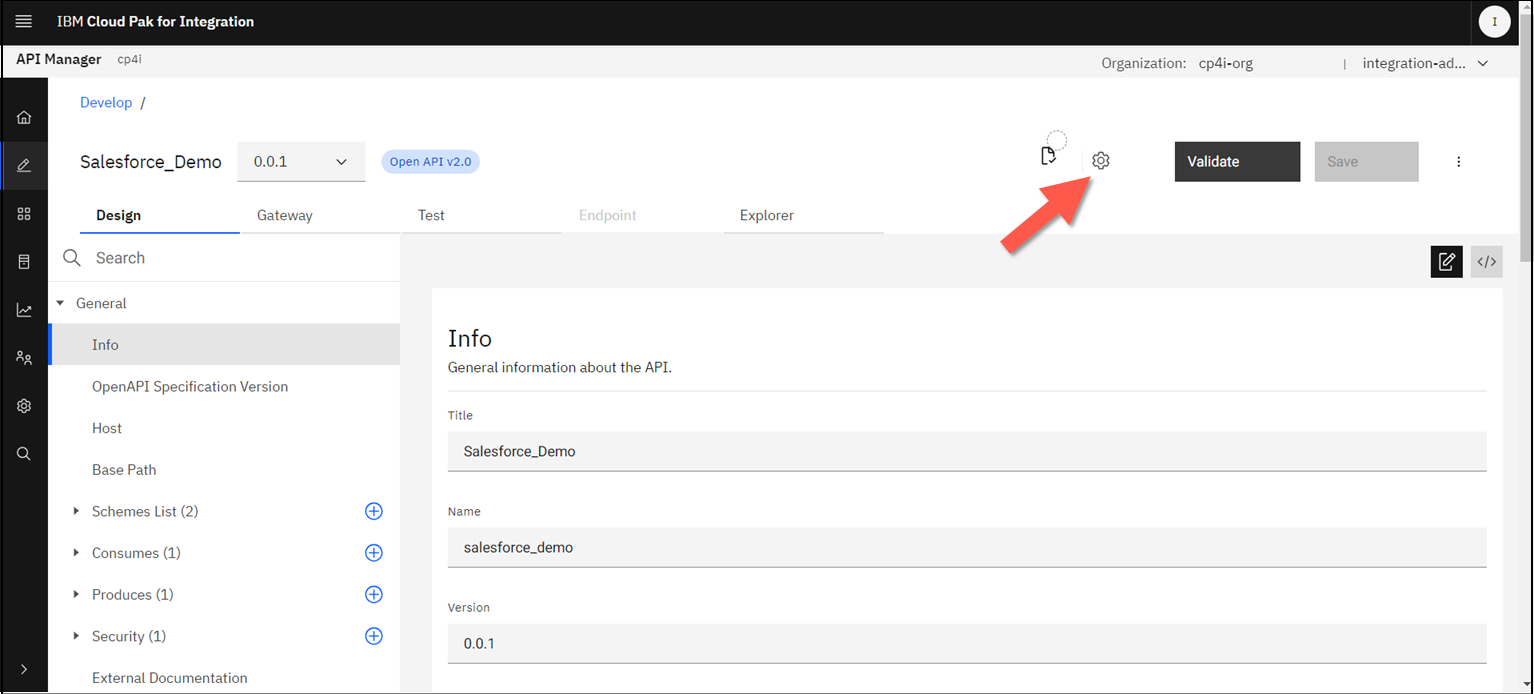 IBM Cloud Pak for Integration
I
API Manager cp4i
Organization: cp4i-org | integration-ad...
Develop /
Salesforce_Demo 0.0.1 Open API v2.0 Validate Save
Design Gateway Test Endpoint Explorer
Search
</>
General
Info
OpenAPI Specification Version
Host
Base Path
Schemes List (2)
Consumes (1)
Produces (1)
Security (1)
External Documentation
Info
General information about the API.
Title
Salesforce_Demo
Name
salesforce_demo
Version
0.0.1